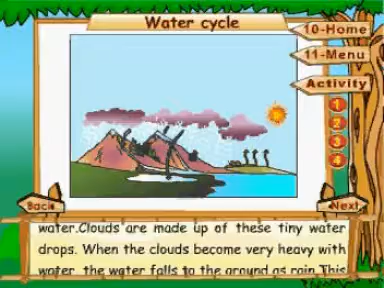 Water cycle
10-Home
11-Menu
Activity
1
2
3
4
Back
Next
water.Clouds are made up of these tiny water
drops. When the clouds become very heavy with
water, the water falls to the ground as rain This